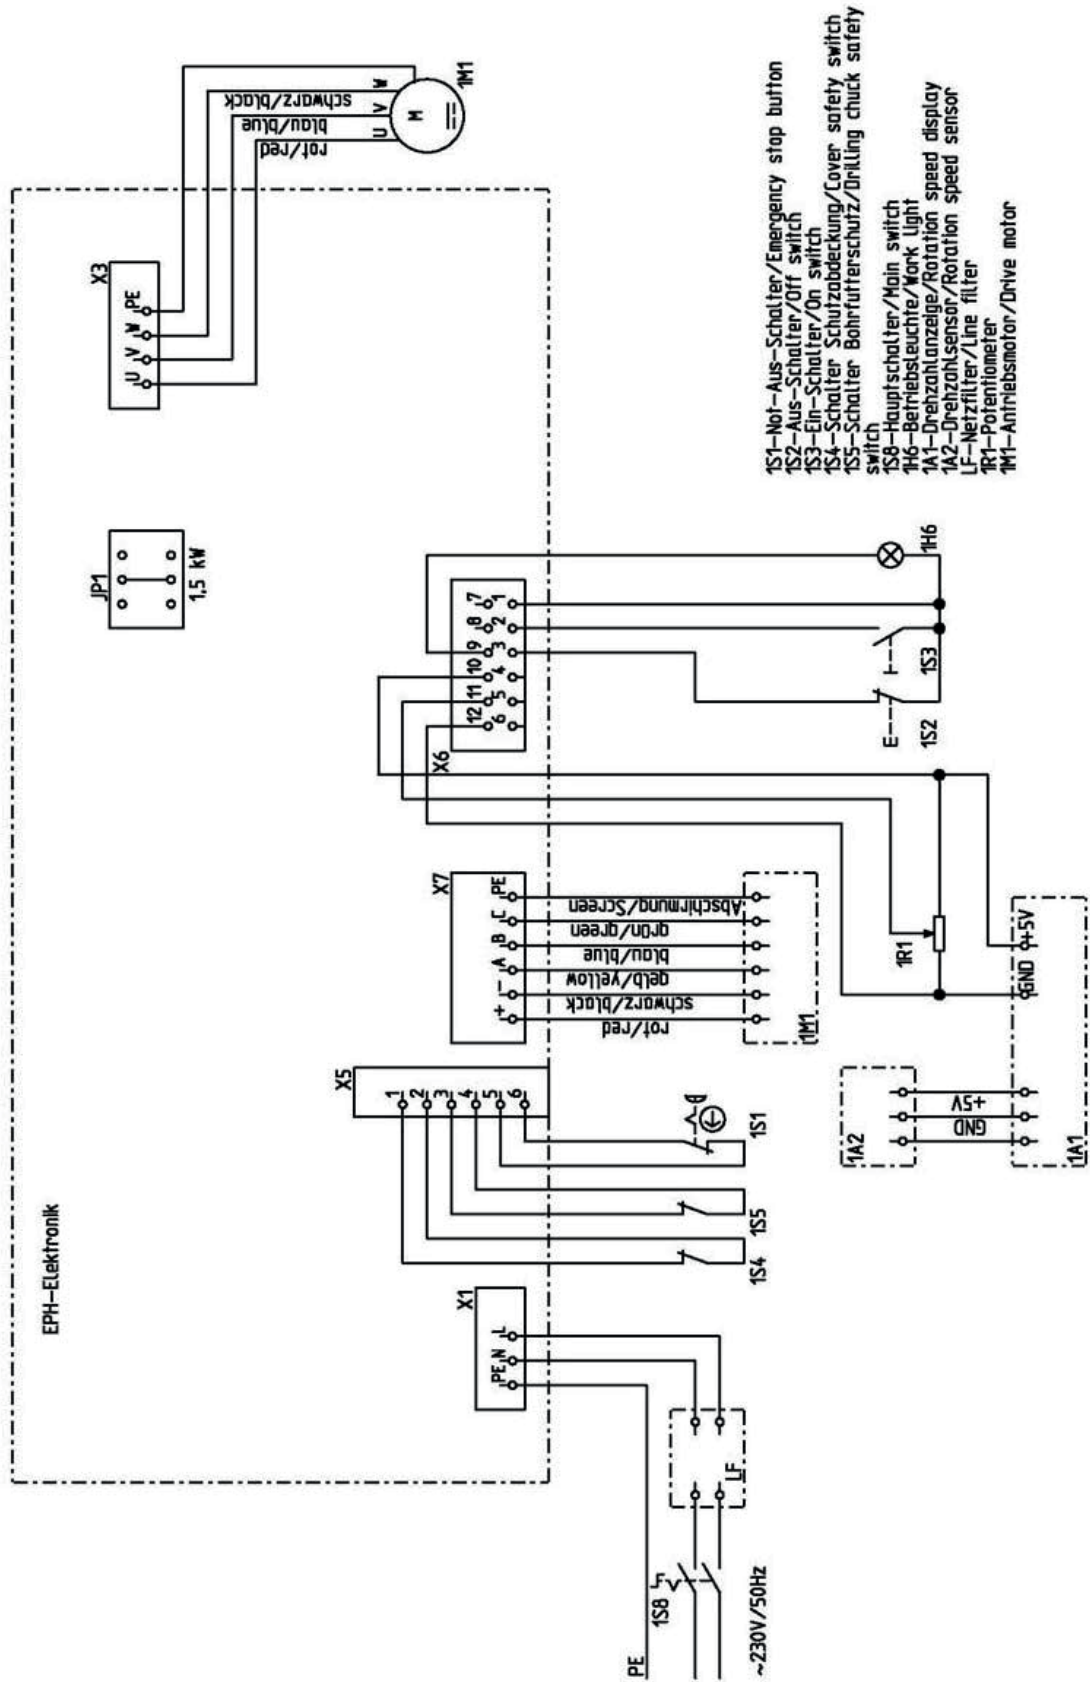 EPH-Elektronik
JP1
1,5 kW
X3
U V W PE
rot/red
blau/blue
schwarz/black
U V W
M
1M1
X1
PE N L
X5
1 2 3 4 5 6
X7
+ - A B C PE
rot/red
schwarz/black
gelb/yellow
blau/blue
grün/green
Abschirmung/Screen
1M1
X6
12 11 10 9 8 7
6 5 4 3 2 1
PE
1S8
~230V/50Hz
LF
1S4
1S5
1S1
1A2
GND
+5V
1A1
GND
+5V
1R1
E
1S2
1S3
1H6
1S1-Not-Aus-Schalter/Emergency stop button
1S2-Aus-Schalter/Off switch
1S3-Ein-Schalter/On switch
1S4-Schalter Schutzabdeckung/Cover safety switch
1S5-Schalter Bohrfutterschutz/Drilling chuck safety
switch
1S8-Hauptschalter/Main switch
1H6-Betriebsleuchte/Work light
1A1-Drehzahlanzeige/Rotation speed display
1A2-Drehzahlsensor/Rotation speed sensor
LF-Netzfilter/Line filter
1R1-Potentiometer
1M1-Antriebsmotor/Drive motor